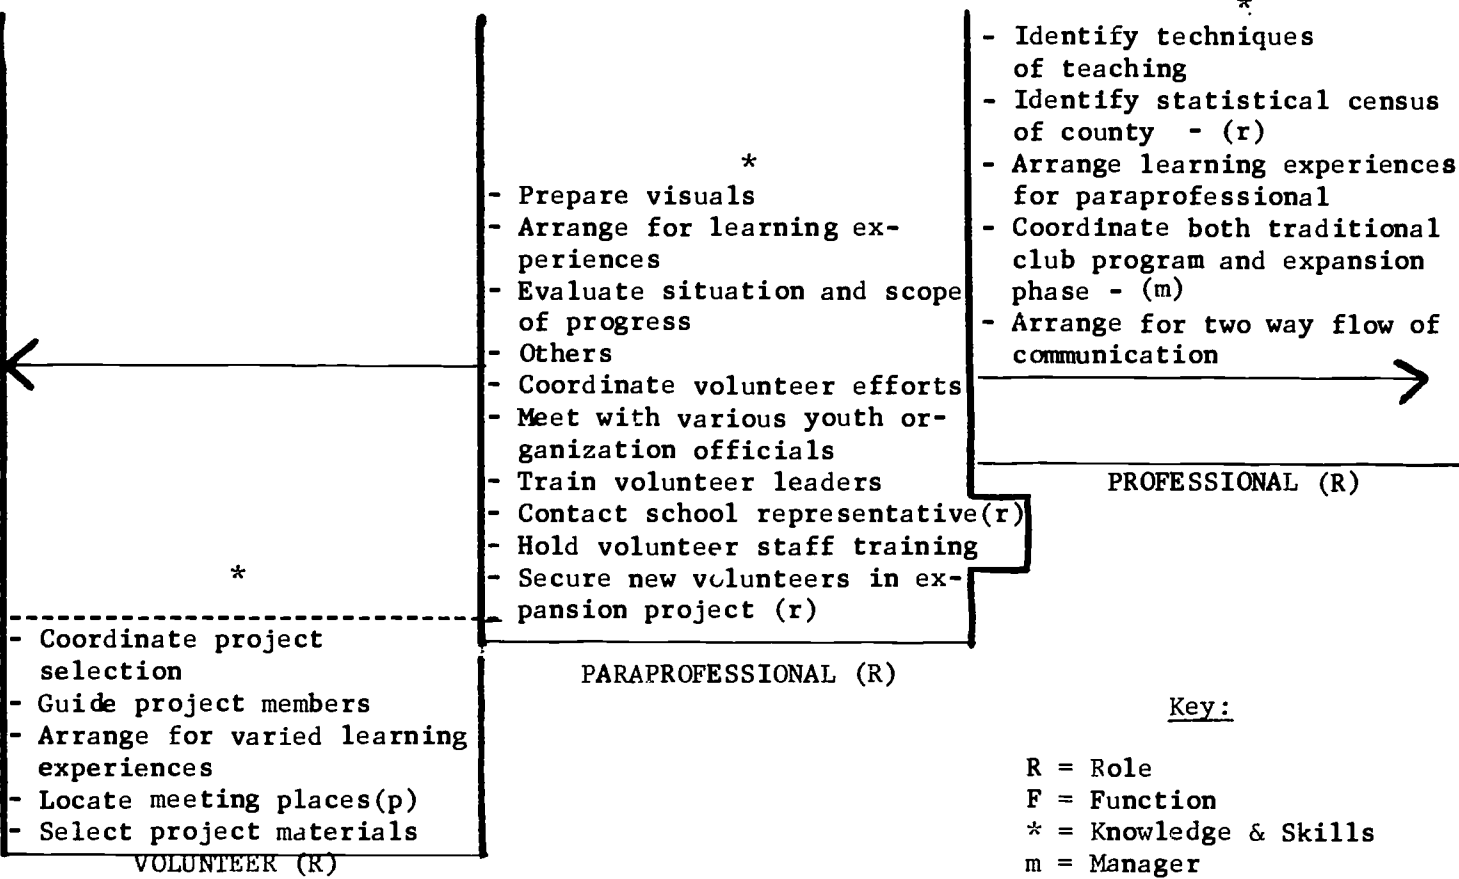 *
- Coordinate project
selection
- Guide project members
- Arrange for varied learning
experiences
- Locate meeting places(p)
- Select project materials
VOLUNTEER (R)
*
- Prepare visuals
- Arrange for learning ex-
periences
- Evaluate situation and scope
of progress
- Others
- Coordinate volunteer efforts
- Meet with various youth or-
ganization officials
- Train volunteer leaders
- Contact school representative(r)
- Hold volunteer staff training
- Secure new volunteers in ex-
pansion project (r)
PARAPROFESSIONAL (R)
*
- Identify techniques
of teaching
- Identify statistical census
of county - (r)
- Arrange learning experiences
for paraprofessional
- Coordinate both traditional
club program and expansion
phase - (m)
- Arrange for two way flow of
communication
PROFESSIONAL (R)
Key:
R = Role
F = Function
* = Knowledge & Skills
m = Manager